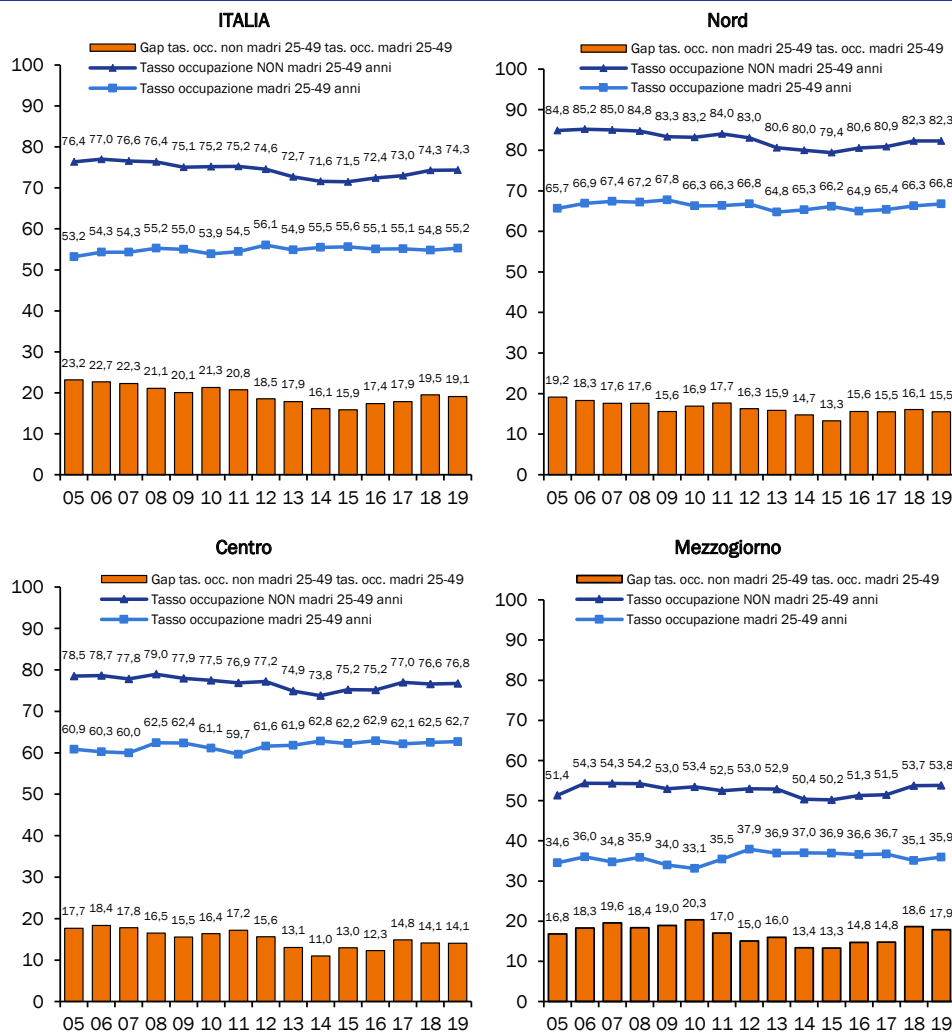 ITALIA
Gap tas. occ. non madri 25-49 tas. occ. madri 25-49
Tasso occupazione NON madri 25-49 anni
Tasso occupazione madri 25-49 anni
100
90
80
70
60
50
40
30
20
10
0
76,4 77,0 76,6 76,4 75,1 75,2 75,2 74,6 72,7 71,6 71,5 72,4 73,0 74,3 74,3
53,2 54,3 54,3 55,2 55,0 53,9 54,5 56,1 54,9 55,5 55,6 55,1 55,1 54,8 55,2
23,2 22,7 22,3 21,1 20,1 21,3 20,8 18,5 17,9 16,1 15,9 17,4 17,9 19,5 19,1
05 06 07 08 09 10 11 12 13 14 15 16 17 18 19
Nord
Gap tas. occ. non madri 25-49 tas. occ. madri 25-49
Tasso occupazione NON madri 25-49 anni
Tasso occupazione madri 25-49 anni
100
90
80
70
60
50
40
30
20
10
0
84,8 85,2 85,0 84,8 83,3 83,2 84,0 83,0 80,6 80,0 79,4 80,6 80,9 82,3 82,3
65,7 66,9 67,4 67,2 67,8 66,3 66,3 66,8 64,8 65,3 66,2 64,9 65,4 66,3 66,8
19,2 18,3 17,6 17,6 15,6 16,9 17,7 16,3 15,9 14,7 13,3 15,6 15,5 16,1 15,5
05 06 07 08 09 10 11 12 13 14 15 16 17 18 19
Centro
Gap tas. occ. non madri 25-49 tas. occ. madri 25-49
Tasso occupazione NON madri 25-49 anni
Tasso occupazione madri 25-49 anni
100
90
80
70
60
50
40
30
20
10
0
78,5 78,7 77,8 79,0 77,9 77,5 76,9 77,2 74,9 73,8 75,2 75,2 77,0 76,6 76,8
60,9 60,3 60,0 62,5 62,4 61,1 59,7 61,6 61,9 62,8 62,2 62,9 62,1 62,5 62,7
17,7 18,4 17,8 16,5 15,5 16,4 17,2 15,6 13,1 11,0 13,0 12,3 14,8 14,1 14,1
05 06 07 08 09 10 11 12 13 14 15 16 17 18 19
Mezzogiorno
Gap tas. occ. non madri 25-49 tas. occ. madri 25-49
Tasso occupazione NON madri 25-49 anni
Tasso occupazione madri 25-49 anni
100
90
80
70
60
50
40
30
20
10
0
51,4 54,3 54,3 54,2 53,0 53,4 52,5 53,0 52,9 50,4 50,2 51,3 51,5 53,7 53,8
34,6 36,0 34,8 35,9 34,0 33,1 35,5 37,9 36,9 37,0 36,9 36,6 36,7 35,1 35,9
16,8 18,3 19,6 18,4 19,0 20,3 17,0 15,0 16,0 13,4 13,3 14,8 14,8 18,6 17,9
05 06 07 08 09 10 11 12 13 14 15 16 17 18 19